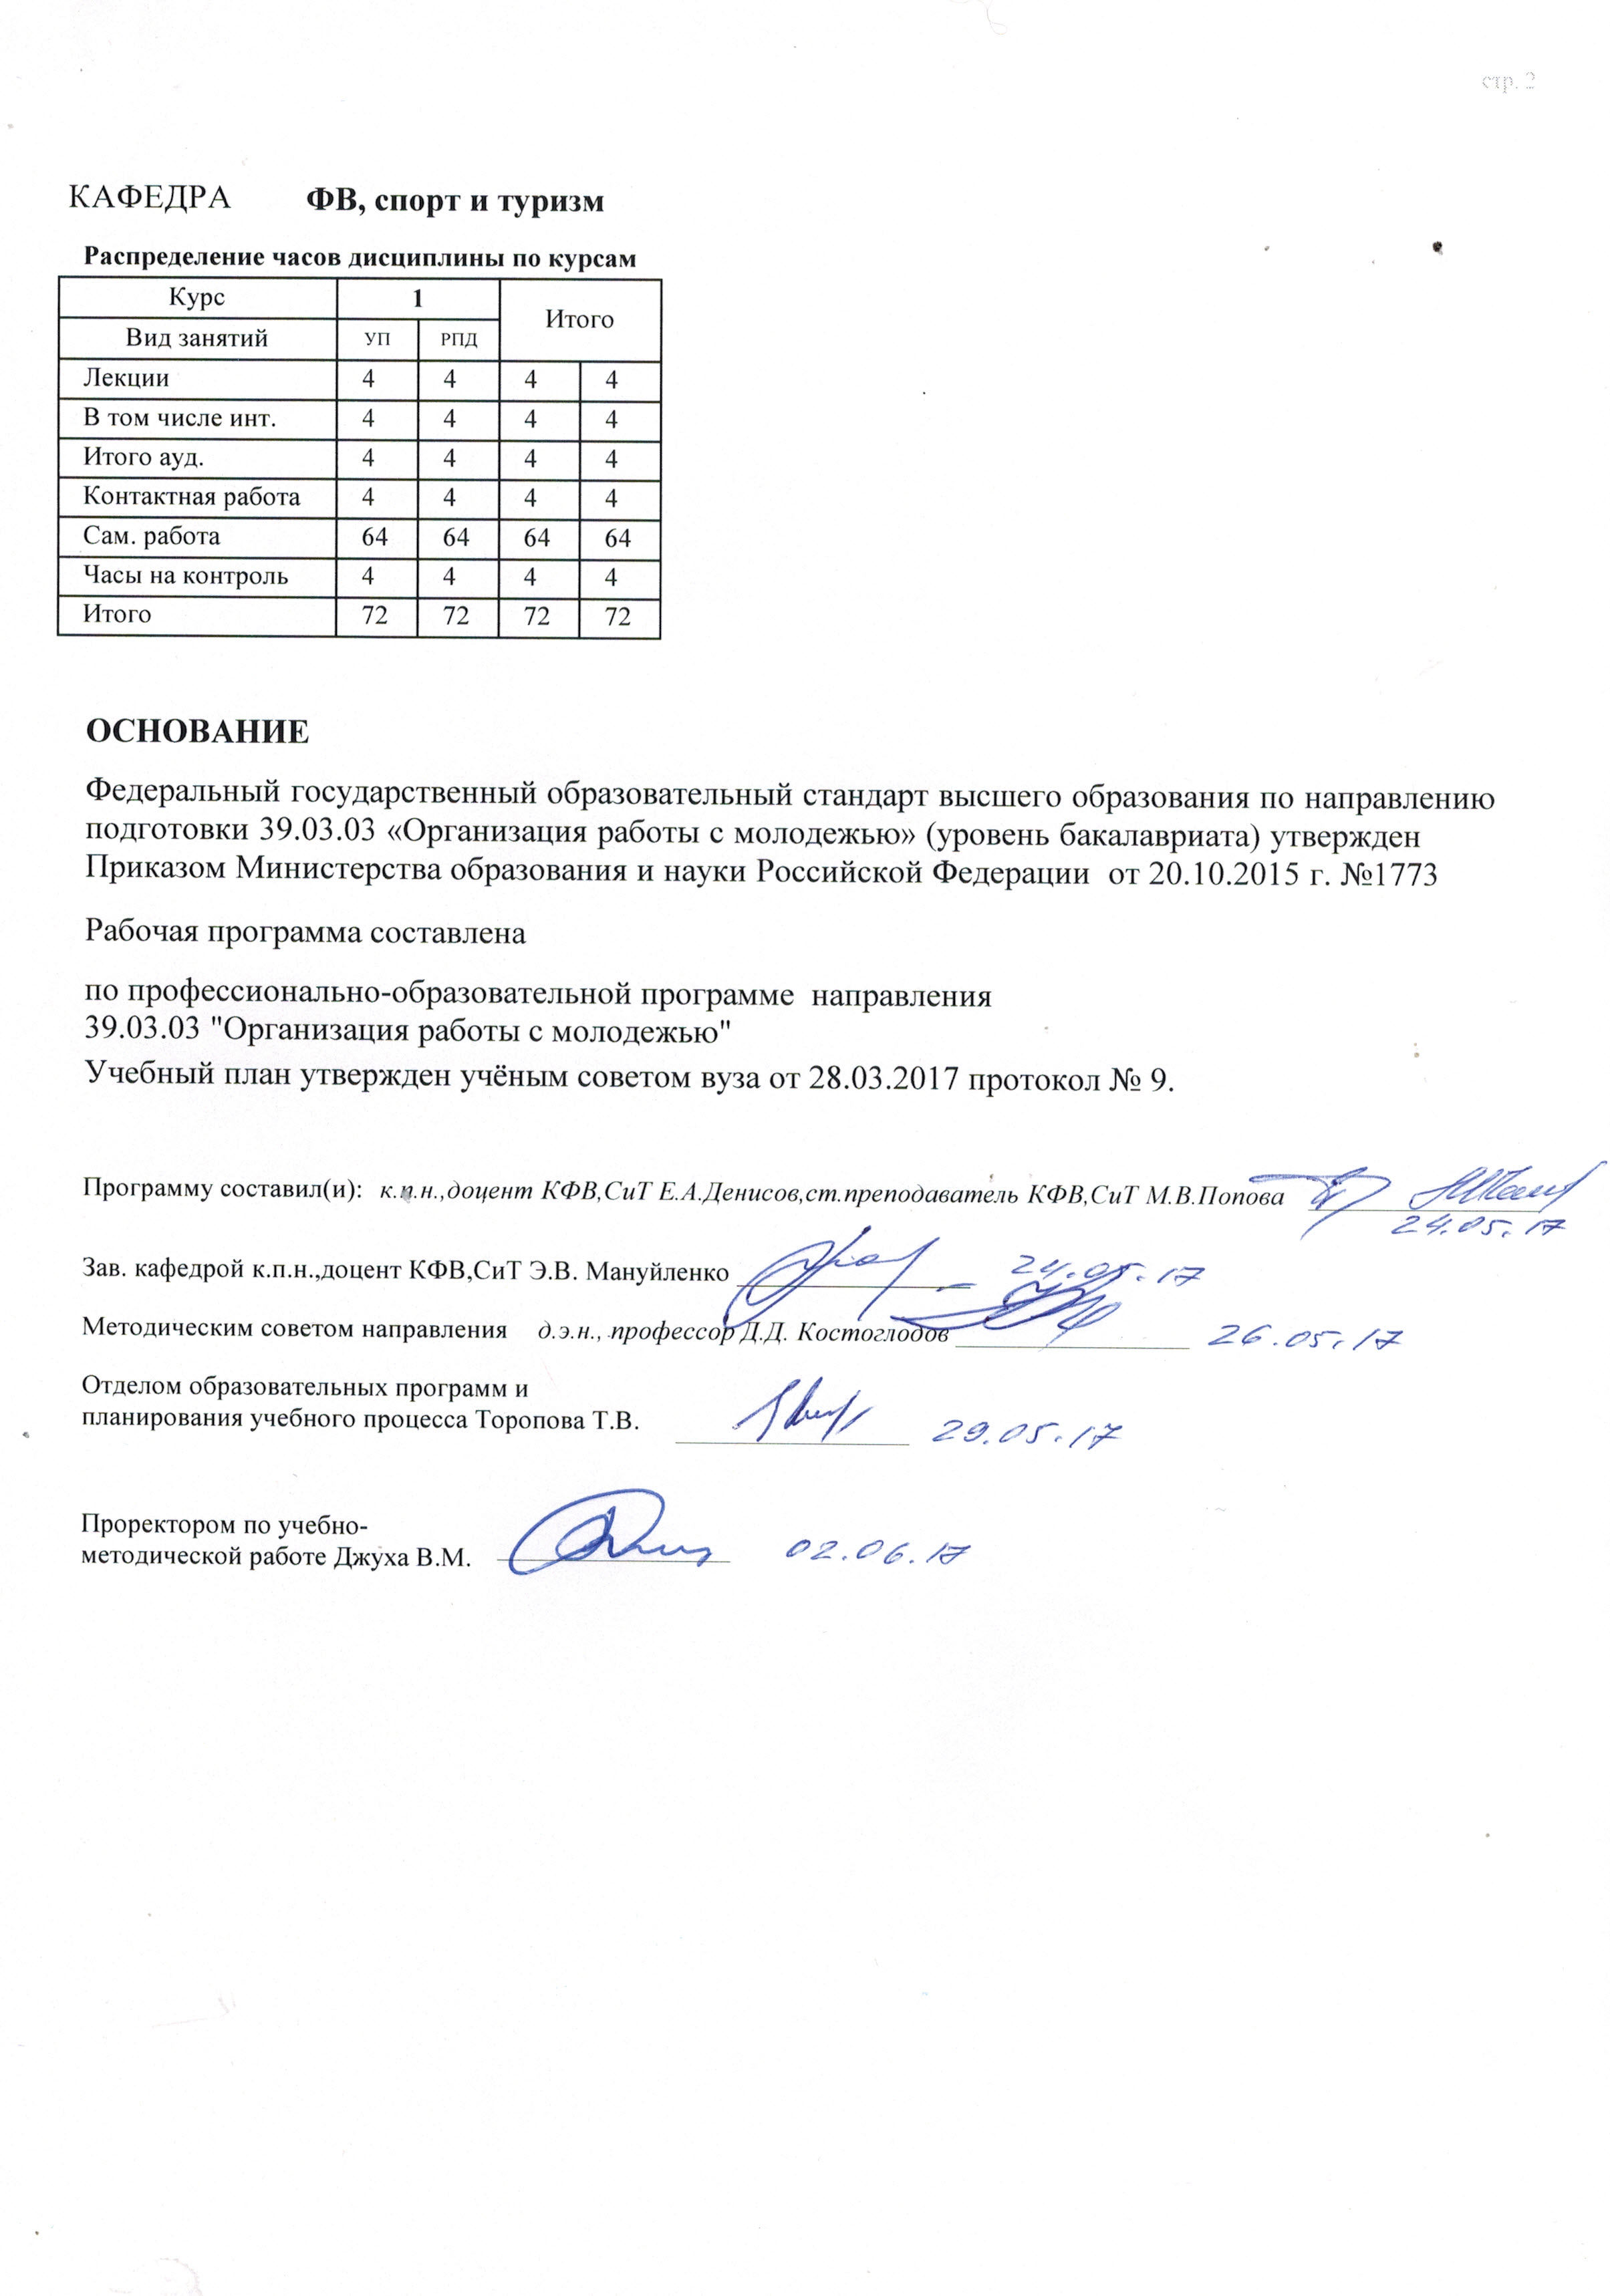 стр. 2
КАФЕДРА ФВ, спорт и туризм
Распределение часов дисциплины по курсам
Курс 1 Итого
Вид занятий УП РПД
Лекции 4 4 4 4
В том числе инт. 4 4 4 4
Итого ауд. 4 4 4 4
Контактная работа 4 4 4 4
Сам. работа 64 64 64 64
Часы на контроль 4 4 4 4
Итого 72 72 72 72
ОСНОВАНИЕ
Федеральный государственный образовательный стандарт высшего образования по направлению
подготовки 39.03.03 «Организация работы с молодежью» (уровень бакалавриата) утвержден
Приказом Министерства образования и науки Российской Федерации от 20.10.2015 г. №1773
Рабочая программа составлена
по профессионально-образовательной программе направления
39.03.03 "Организация работы с молодежью"
Учебный план утвержден учёным советом вуза от 28.03.2017 протокол № 9.
Программу составил(и): к.п.н.,доцент КФВ,СиТ Е.А.Денисов,ст.преподаватель КФВ,СиТ М.В.Попова
24.05.17
Зав. кафедрой к.п.н.,доцент КФВ,СиТ Э.В. Мануйленко 24.05.17
Методическим советом направления д.э.н., профессор Д.Д. Костоглодов 26.05.17
Отделом образовательных программ и
планирования учебного процесса Торопова Т.В. 29.05.17
Проректором по учебно-
методической работе Джуха В.М. 02.06.17